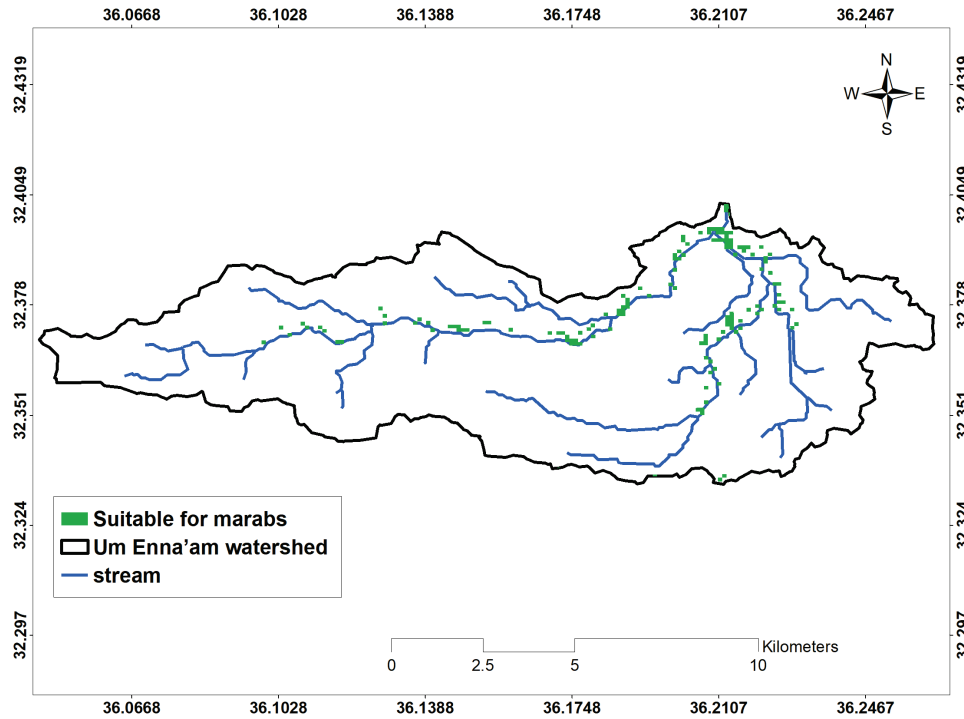 36.0668 36.1028 36.1388 36.1748 36.2107 36.2467
32.4319 32.4319
N
W E
S
32.4049 32.4049
32.378 32.378
32.351 32.351
Suitable for marabs
32.324 32.324
Um Enna'am watershed
stream
32.297 32.297
Kilometers
0 2.5 5 10
36.0668 36.1028 36.1388 36.1748 36.2107 36.2467